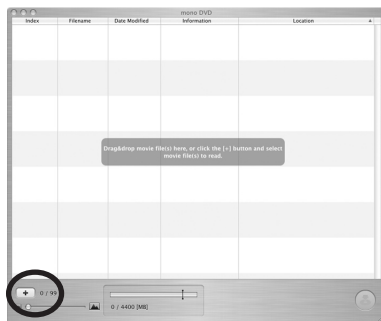 mono DVD
Index Filename Date Modified Information Location
Drag&drop movie file(s) here, or click the [+] button and select
movie file(s) to read.
+ 0 / 99
0 / 4400 [MB]